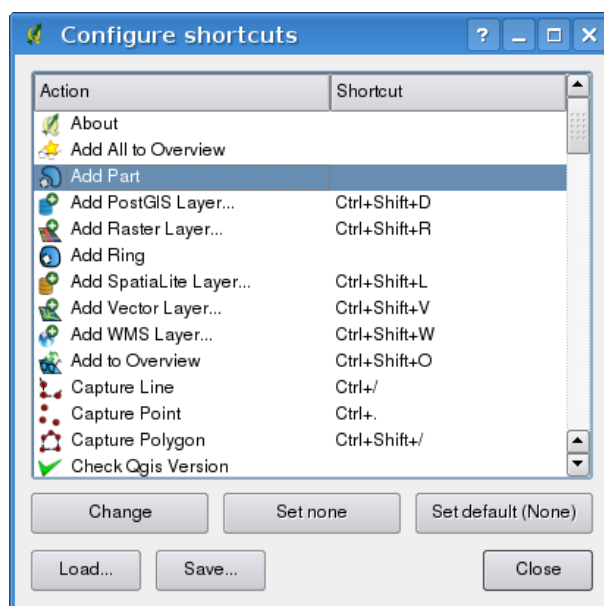 Configure shortcuts ?
Action Shortcut
About
Add All to Overview
Add Part
Add PostGIS Layer... Ctrl+Shift+D
Add Raster Layer... Ctrl+Shift+R
Add Ring
Add SpatiaLite Layer... Ctrl+Shift+L
Add Vector Layer... Ctrl+Shift+V
Add WMS Layer... Ctrl+Shift+W
Add to Overview Ctrl+Shift+O
Capture Line Ctrl+/
Capture Point Ctrl+.
Capture Polygon Ctrl+Shift+/
Check Qgis Version
Change Set none Set default (None)
Load... Save... Close